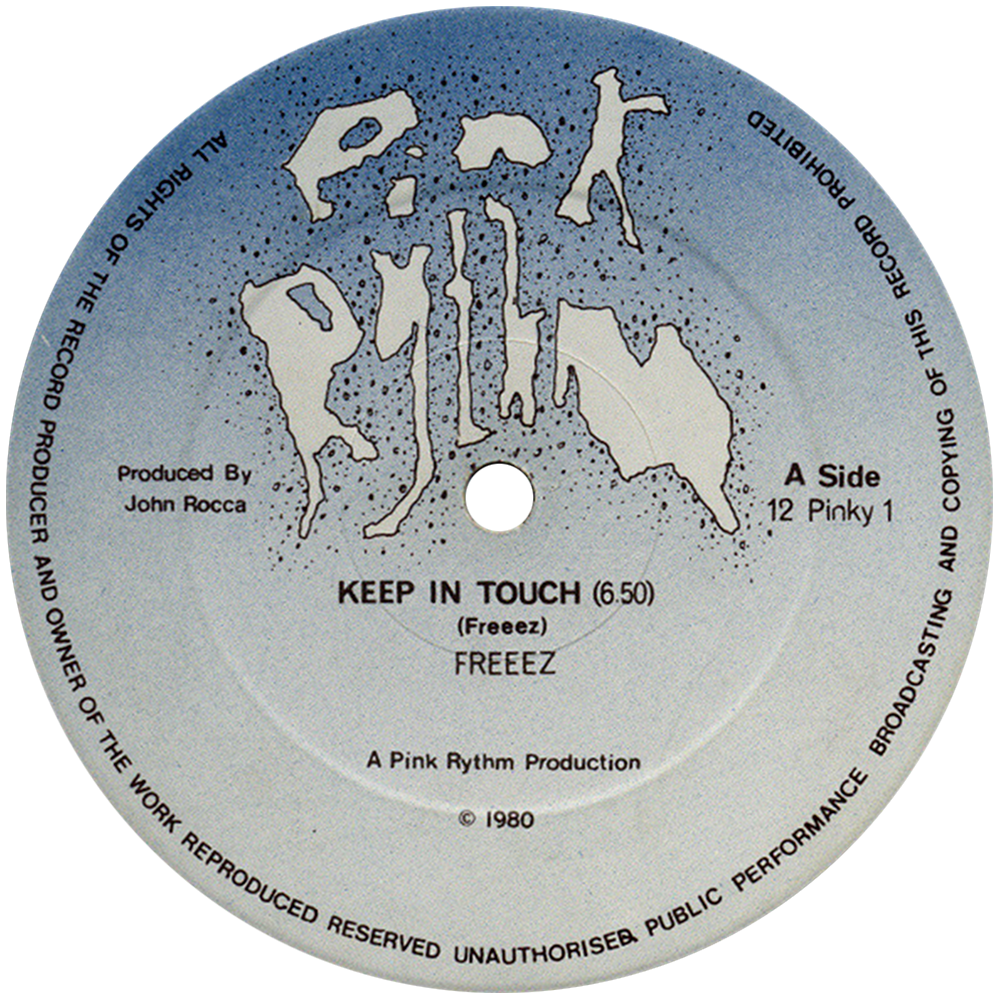 Pink
Rythm
Produced By
John Rocca
A Side
12 Pinky 1
KEEP IN TOUCH (6.50)
(Freeez)
FREEEZ
A Pink Rythm Production
© 1980
ALL RIGHTS OF THE RECORD PRODUCER AND OWNER OF THE WORK REPRODUCED RESERVED UNAUTHORISED PUBLIC PERFORMANCE BROADCASTING AND COPYING OF THIS RECORD PROHIBITED